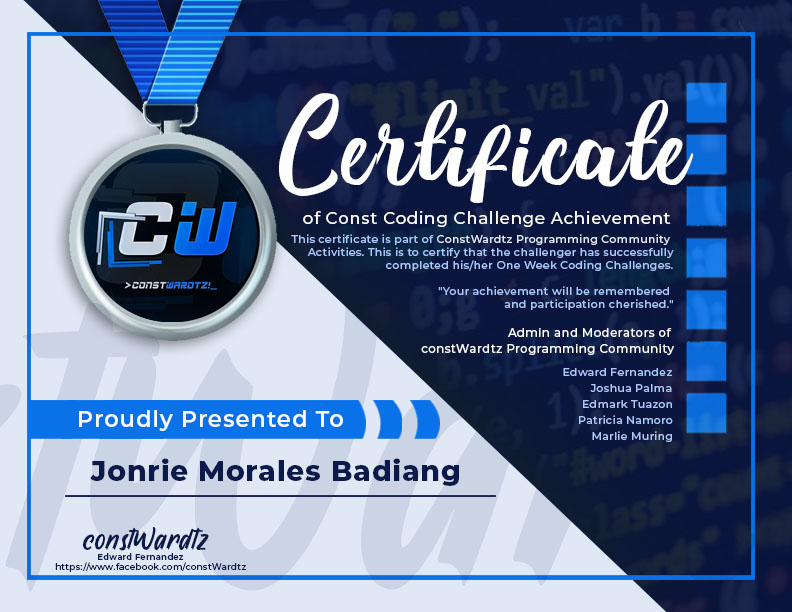 Certificate
of Const Coding Challenge Achievement
This certificate is part of ConstWardtz Programming Community
Activities. This is to certify that the challenger has successfully
completed his/her One Week Coding Challenges.
"Your achievement will be remembered
and participation cherished."
Admin and Moderators of
constWardtz Programming Community
Edward Fernandez
Joshua Palma
Edmark Tuazon
Patricia Namoro
Marlie Muring
CW
>CONSTWARDTZ!_
Proudly Presented To
Jonrie Morales Badiang
constWardtz
Edward Fernandez
https://www.facebook.com/constWardtz